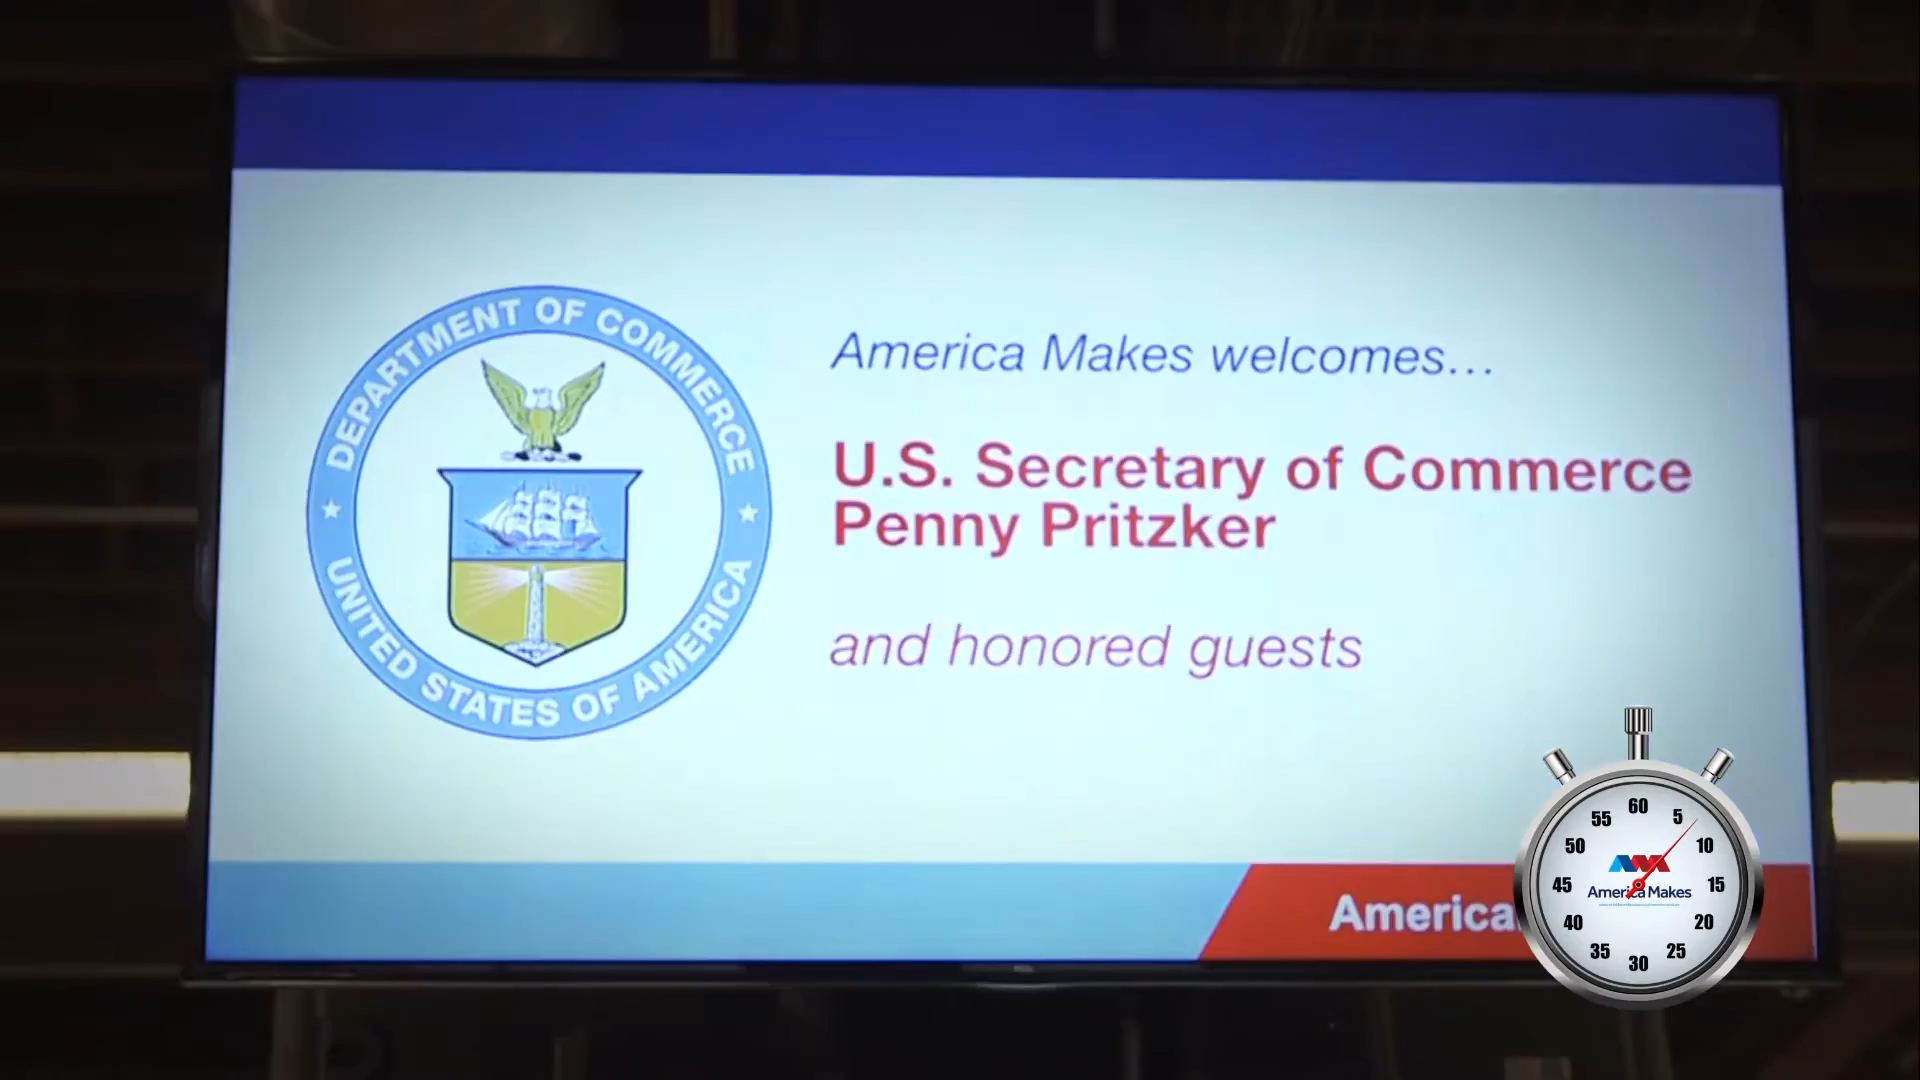 DEPARTMENT OF COMMERCE
UNITED STATES OF AMERICA
America Makes welcomes...
U.S. Secretary of Commerce
Penny Pritzker
and honored guests
America
60
5
10
15
20
25
30
35
40
45
50
55
America Makes